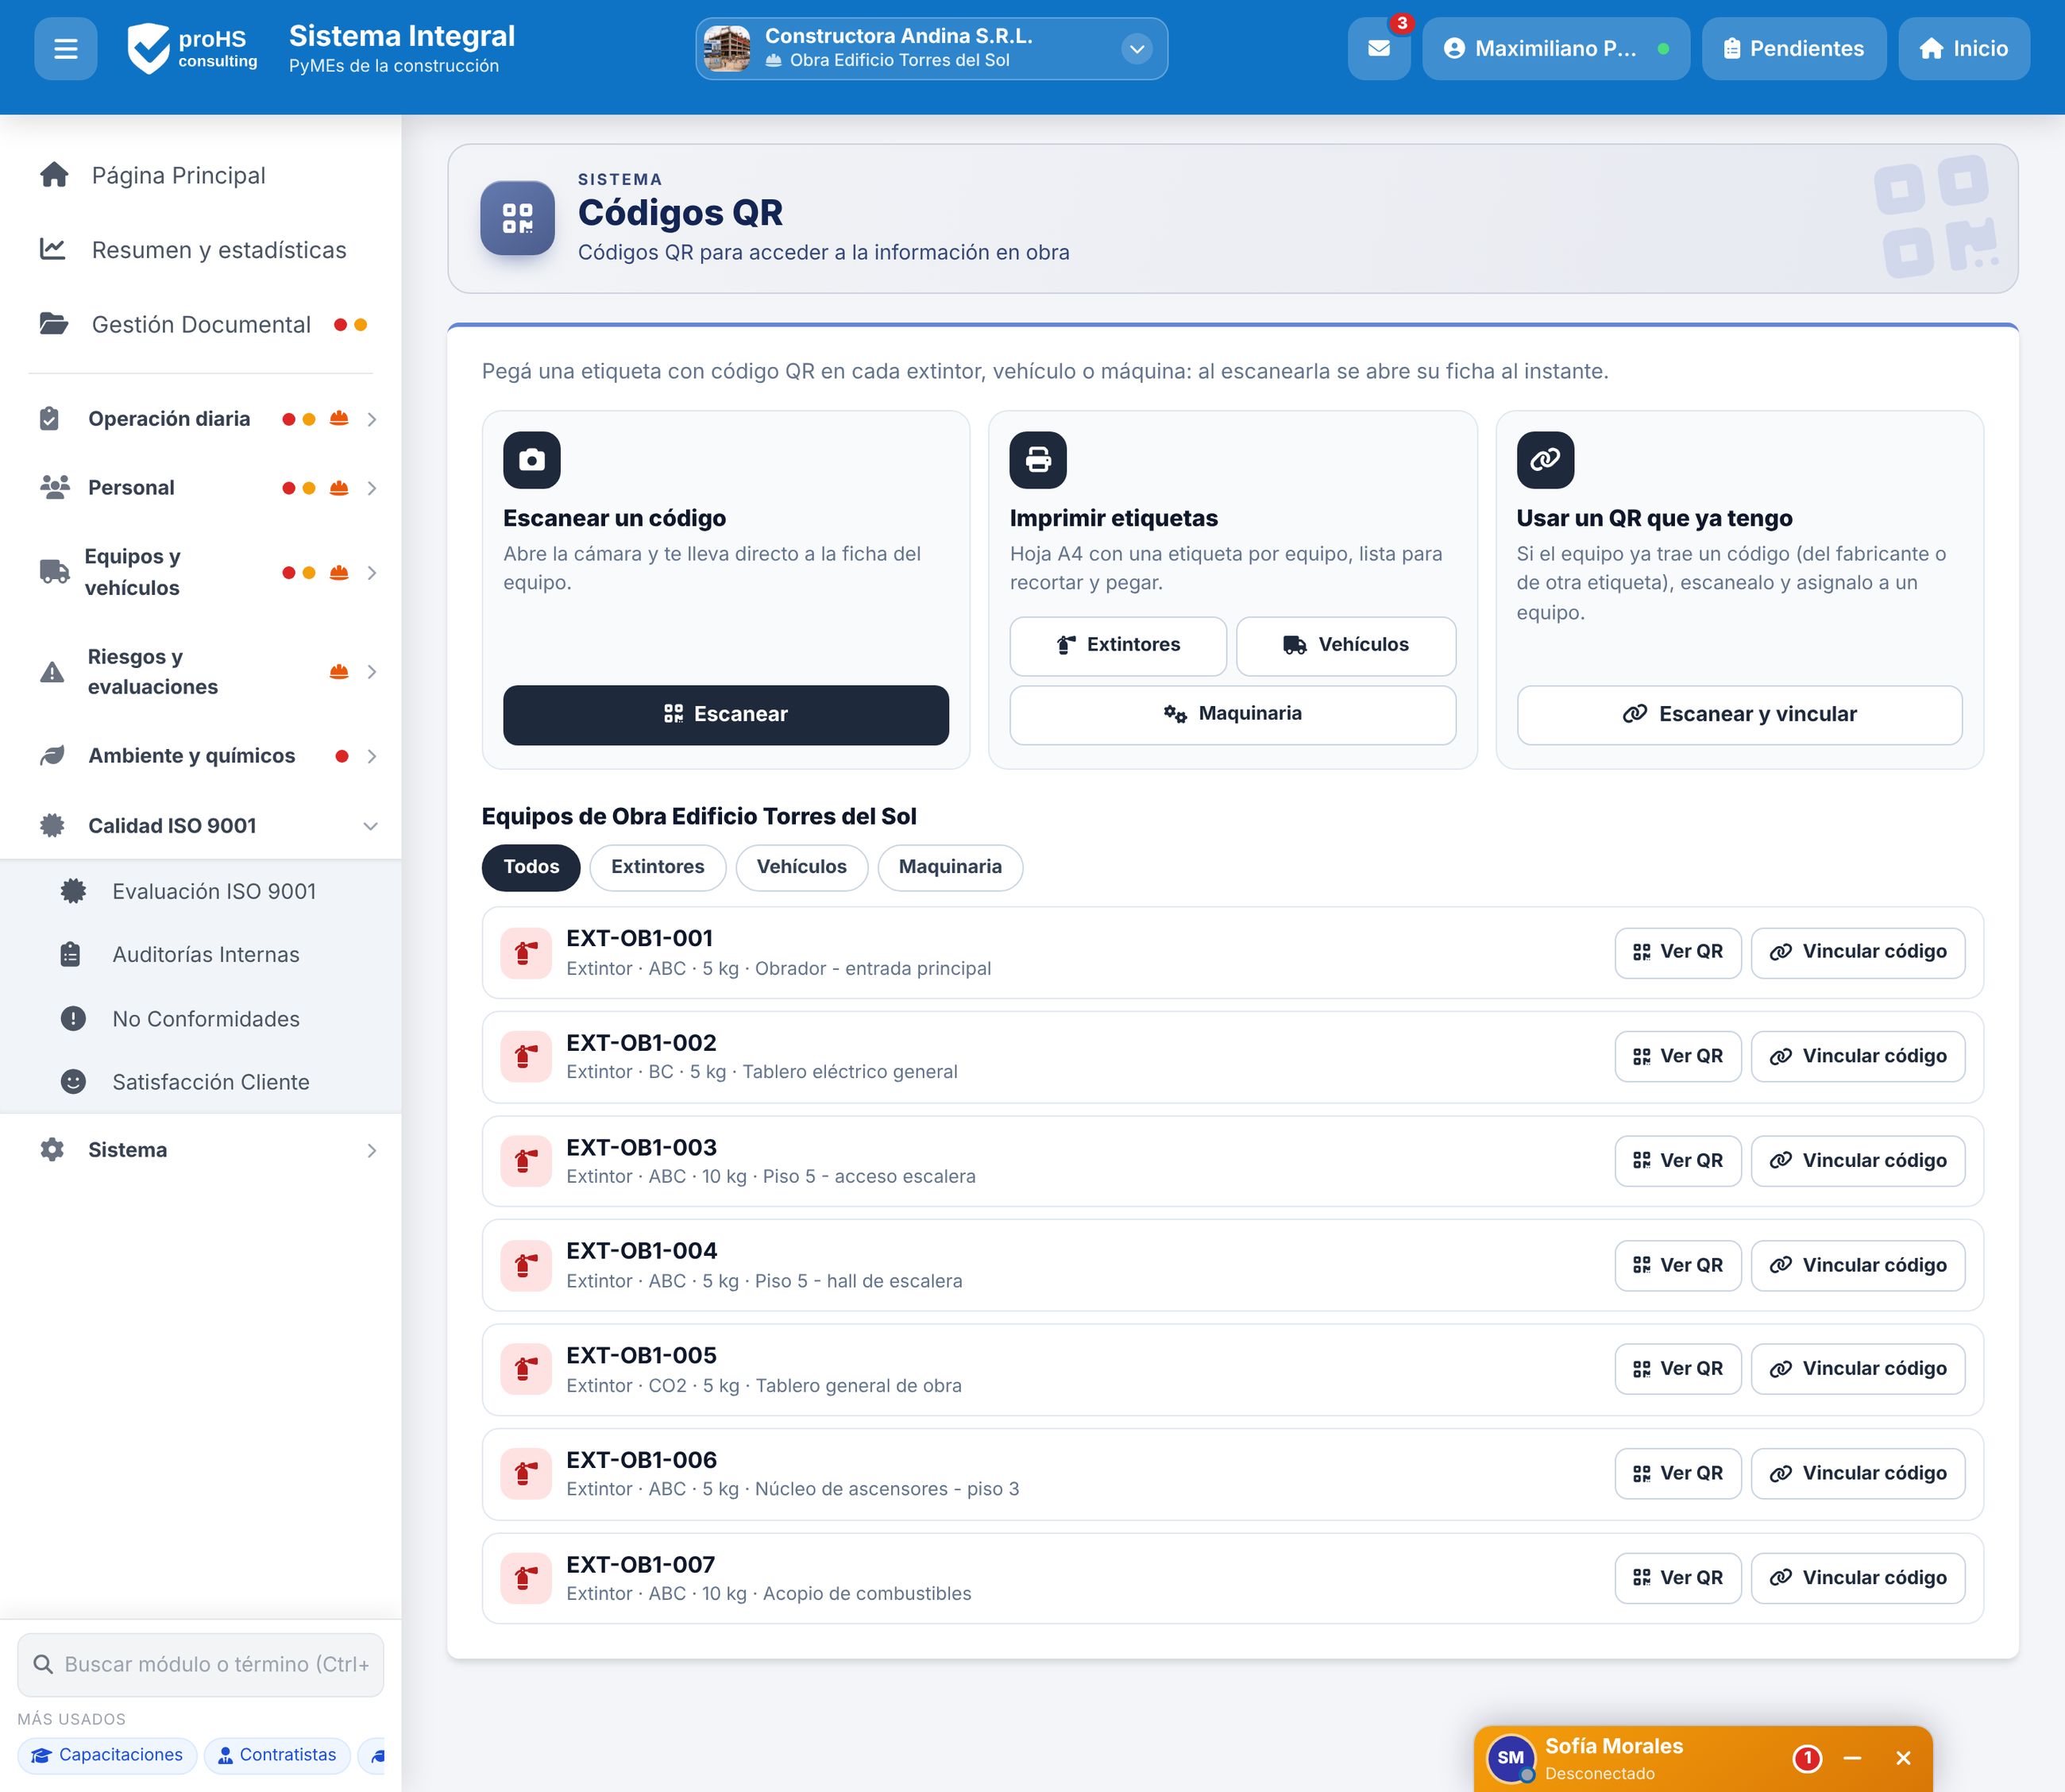 proHS
consulting
Sistema Integral
PyMEs de la construcción
Constructora Andina S.R.L.
Obra Edificio Torres del Sol
3
Maximiliano P...
Pendientes
Inicio
Página Principal
Resumen y estadísticas
Gestión Documental
Operación diaria
Personal
Equipos y
vehículos
Riesgos y
evaluaciones
Ambiente y químicos
Calidad ISO 9001
Evaluación ISO 9001
Auditorías Internas
No Conformidades
Satisfacción Cliente
Sistema
Buscar módulo o término (Ctrl+
MÁS USADOS
Capacitaciones
Contratistas
SISTEMA
Códigos QR
Códigos QR para acceder a la información en obra
Pegá una etiqueta con código QR en cada extintor, vehículo o máquina: al escanearla se abre su ficha al instante.
Escanear un código
Abre la cámara y te lleva directo a la ficha del
equipo.
Escanear
Imprimir etiquetas
Hoja A4 con una etiqueta por equipo, lista para
recortar y pegar.
Extintores
Vehículos
Maquinaria
Usar un QR que ya tengo
Si el equipo ya trae un código (del fabricante o
de otra etiqueta), escanealo y asignalo a un
equipo.
Escanear y vincular
Equipos de Obra Edificio Torres del Sol
Todos
Extintores
Vehículos
Maquinaria
EXT-OB1-001
Extintor · ABC · 5 kg · Obrador - entrada principal
Ver QR
Vincular código
EXT-OB1-002
Extintor · BC · 5 kg · Tablero eléctrico general
Ver QR
Vincular código
EXT-OB1-003
Extintor · ABC · 10 kg · Piso 5 - acceso escalera
Ver QR
Vincular código
EXT-OB1-004
Extintor · ABC · 5 kg · Piso 5 - hall de escalera
Ver QR
Vincular código
EXT-OB1-005
Extintor · CO2 · 5 kg · Tablero general de obra
Ver QR
Vincular código
EXT-OB1-006
Extintor · ABC · 5 kg · Núcleo de ascensores - piso 3
Ver QR
Vincular código
EXT-OB1-007
Extintor · ABC · 10 kg · Acopio de combustibles
Ver QR
Vincular código
SM
Sofía Morales
Desconectado
1